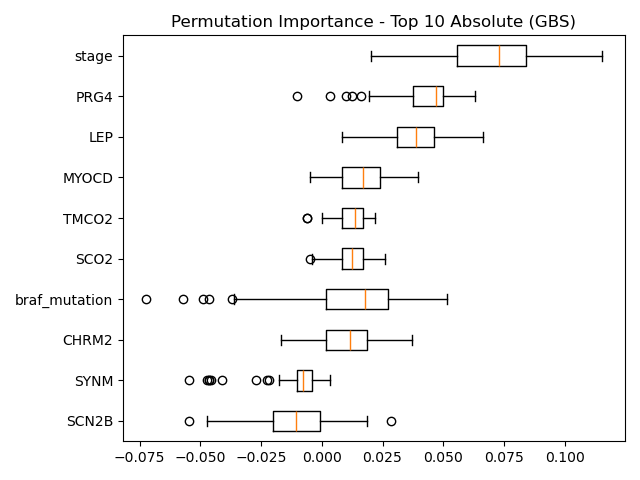 Permutation Importance - Top 10 Absolute (GBS)
stage
PRG4
LEP
MYOCD
TMCO2
SCO2
braf_mutation
CHRM2
SYNM
SCN2B
−0.075 −0.050 −0.025 0.000 0.025 0.050 0.075 0.100